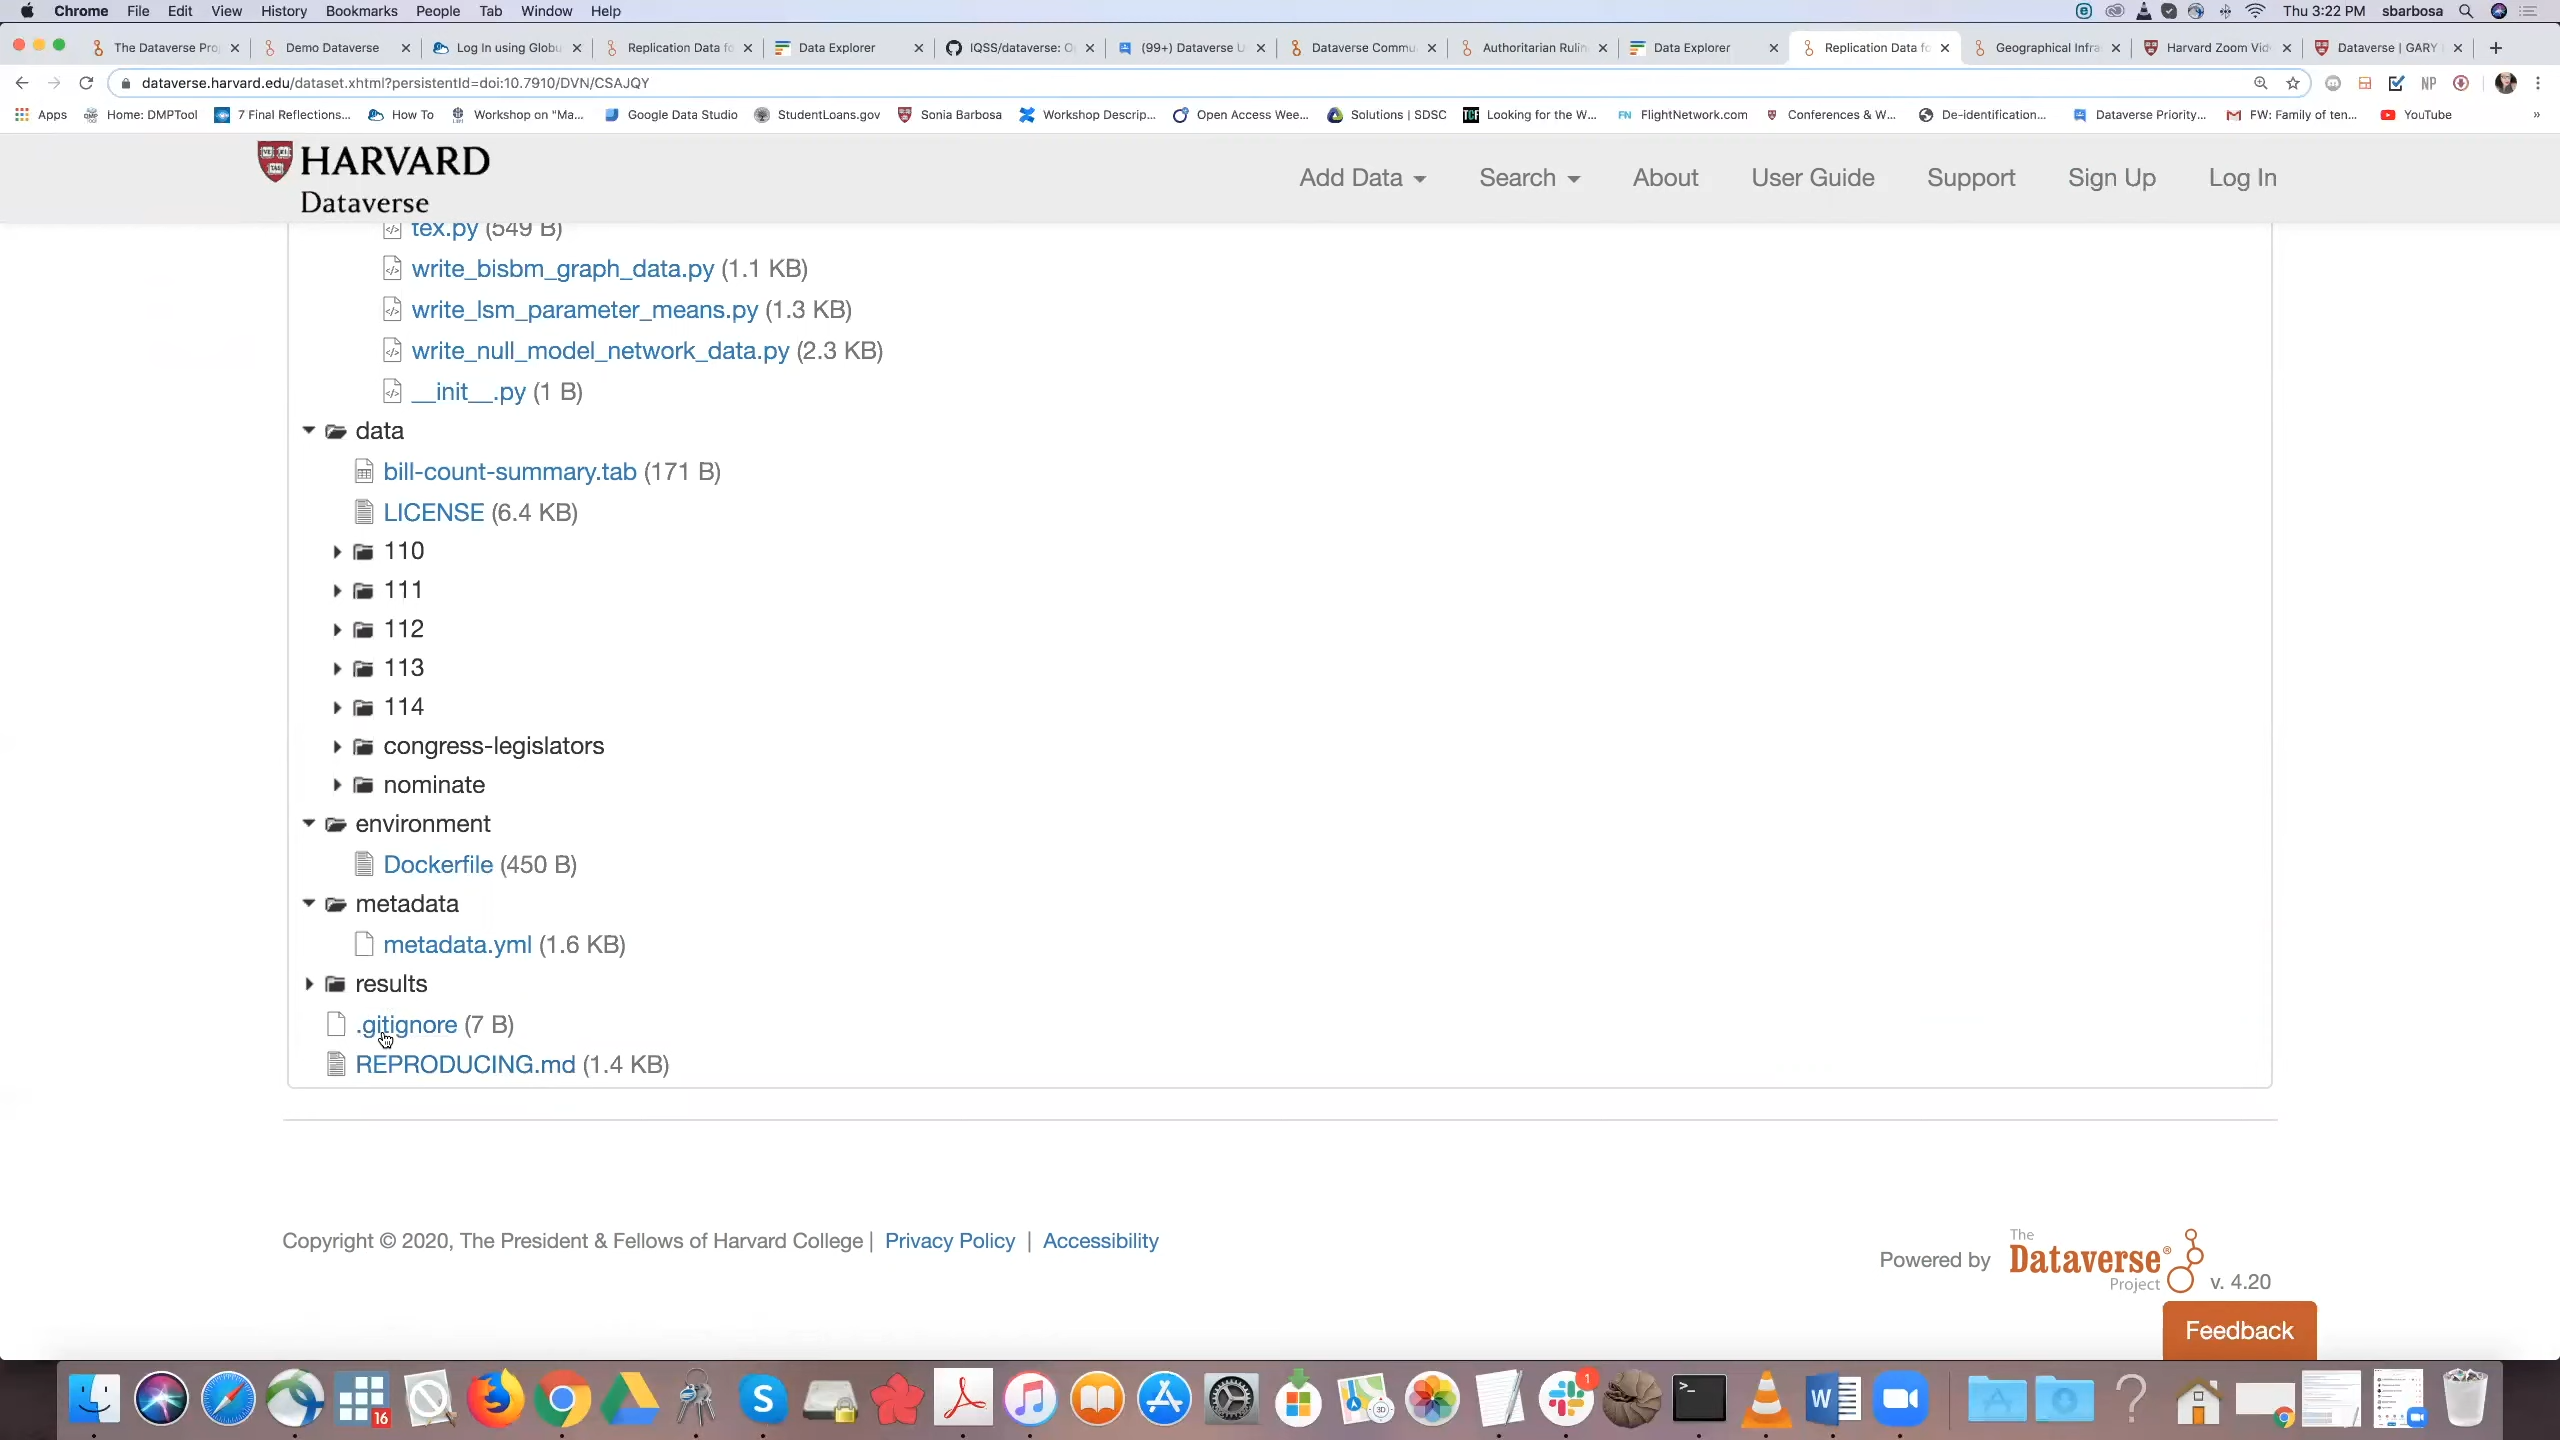 Chrome File Edit View History Bookmarks People Tab Window Help Thu 3:22 PM sbarbosa
The Dataverse Pro Demo Dataverse Log In using Globu Replication Data fo Data Explorer IQSS/dataverse: O (99+) Dataverse U Dataverse Commu Authoritarian Rulin Data Explorer Replication Data fo Geographical Infra Harvard Zoom Vid Dataverse | GARY
dataverse.harvard.edu/dataset.xhtml?persistentId=doi:10.7910/DVN/CSAJQY NP
Apps Home: DMPTool 7 Final Reflections... How To Workshop on "Ma... Google Data Studio StudentLoans.gov Sonia Barbosa Workshop Descrip... Open Access Wee... Solutions | SDSC Looking for the W... FlightNetwork.com Conferences & W... De-identification... Dataverse Priority... FW: Family of ten... YouTube »
HARVARD
Dataverse
Add Data Search About User Guide Support Sign Up Log In
tex.py (549 B)
write_bisbm_graph_data.py (1.1 KB)
write_lsm_parameter_means.py (1.3 KB)
write_null_model_network_data.py (2.3 KB)
__init__.py (1 B)
data
bill-count-summary.tab (171 B)
LICENSE (6.4 KB)
110
111
112
113
114
congress-legislators
nominate
environment
Dockerfile (450 B)
metadata
metadata.yml (1.6 KB)
results
.gitignore (7 B)
REPRODUCING.md (1.4 KB)
Copyright © 2020, The President & Fellows of Harvard College | Privacy Policy | Accessibility
Powered by The Dataverse® Project v. 4.20
Feedback
16
1